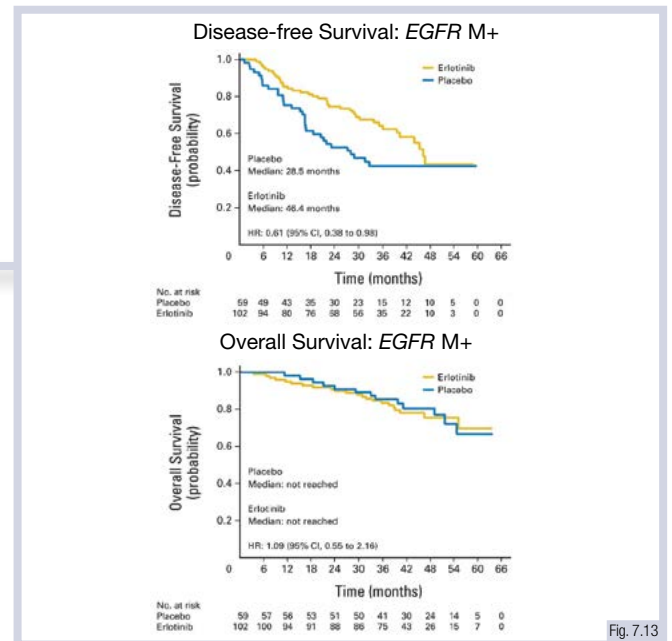 Disease-free Survival: EGFR M+
Erlotinib
Placebo
Disease-Free Survival
(probability)
1.0
0.8
0.6
0.4
0.2
Placebo
Median: 28.5 months
Erlotinib
Median: 46.4 months
HR: 0.61 (95% CI, 0.38 to 0.98)
0 6 12 18 24 30 36 42 48 54 60 66
Time (months)
No. at risk
Placebo 59 49 43 35 30 23 15 12 10 5 0 0
Erlotinib 102 94 80 76 68 56 35 22 10 3 0 0
Overall Survival: EGFR M+
Erlotinib
Placebo
Overall Survival
(probability)
1.0
0.8
0.6
0.4
0.2
Placebo
Median: not reached
Erlotinib
Median: not reached
HR: 1.09 (95% CI, 0.55 to 2.16)
0 6 12 18 24 30 36 42 48 54 60 66
Time (months)
No. at risk
Placebo 59 57 56 53 51 50 41 30 24 14 5 0
Erlotinib 102 100 94 91 88 86 75 43 26 15 7 0
Fig. 7.13